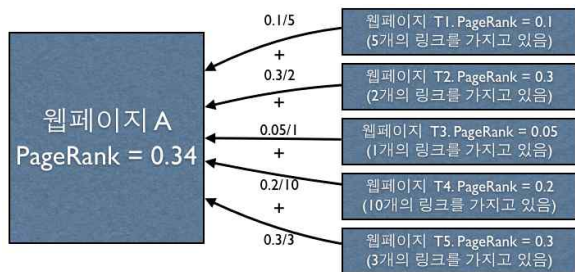 웹페이지 A
PageRank = 0.34
0.1/5
+
0.3/2
+
0.05/1
+
0.2/10
+
0.3/3
웹페이지 T1. PageRank = 0.1
(5개의 링크를 가지고 있음)
웹페이지 T2. PageRank = 0.3
(2개의 링크를 가지고 있음)
웹페이지 T3. PageRank = 0.05
(1개의 링크를 가지고 있음)
웹페이지 T4. PageRank = 0.2
(10개의 링크를 가지고 있음)
웹페이지 T5. PageRank = 0.3
(3개의 링크를 가지고 있음)